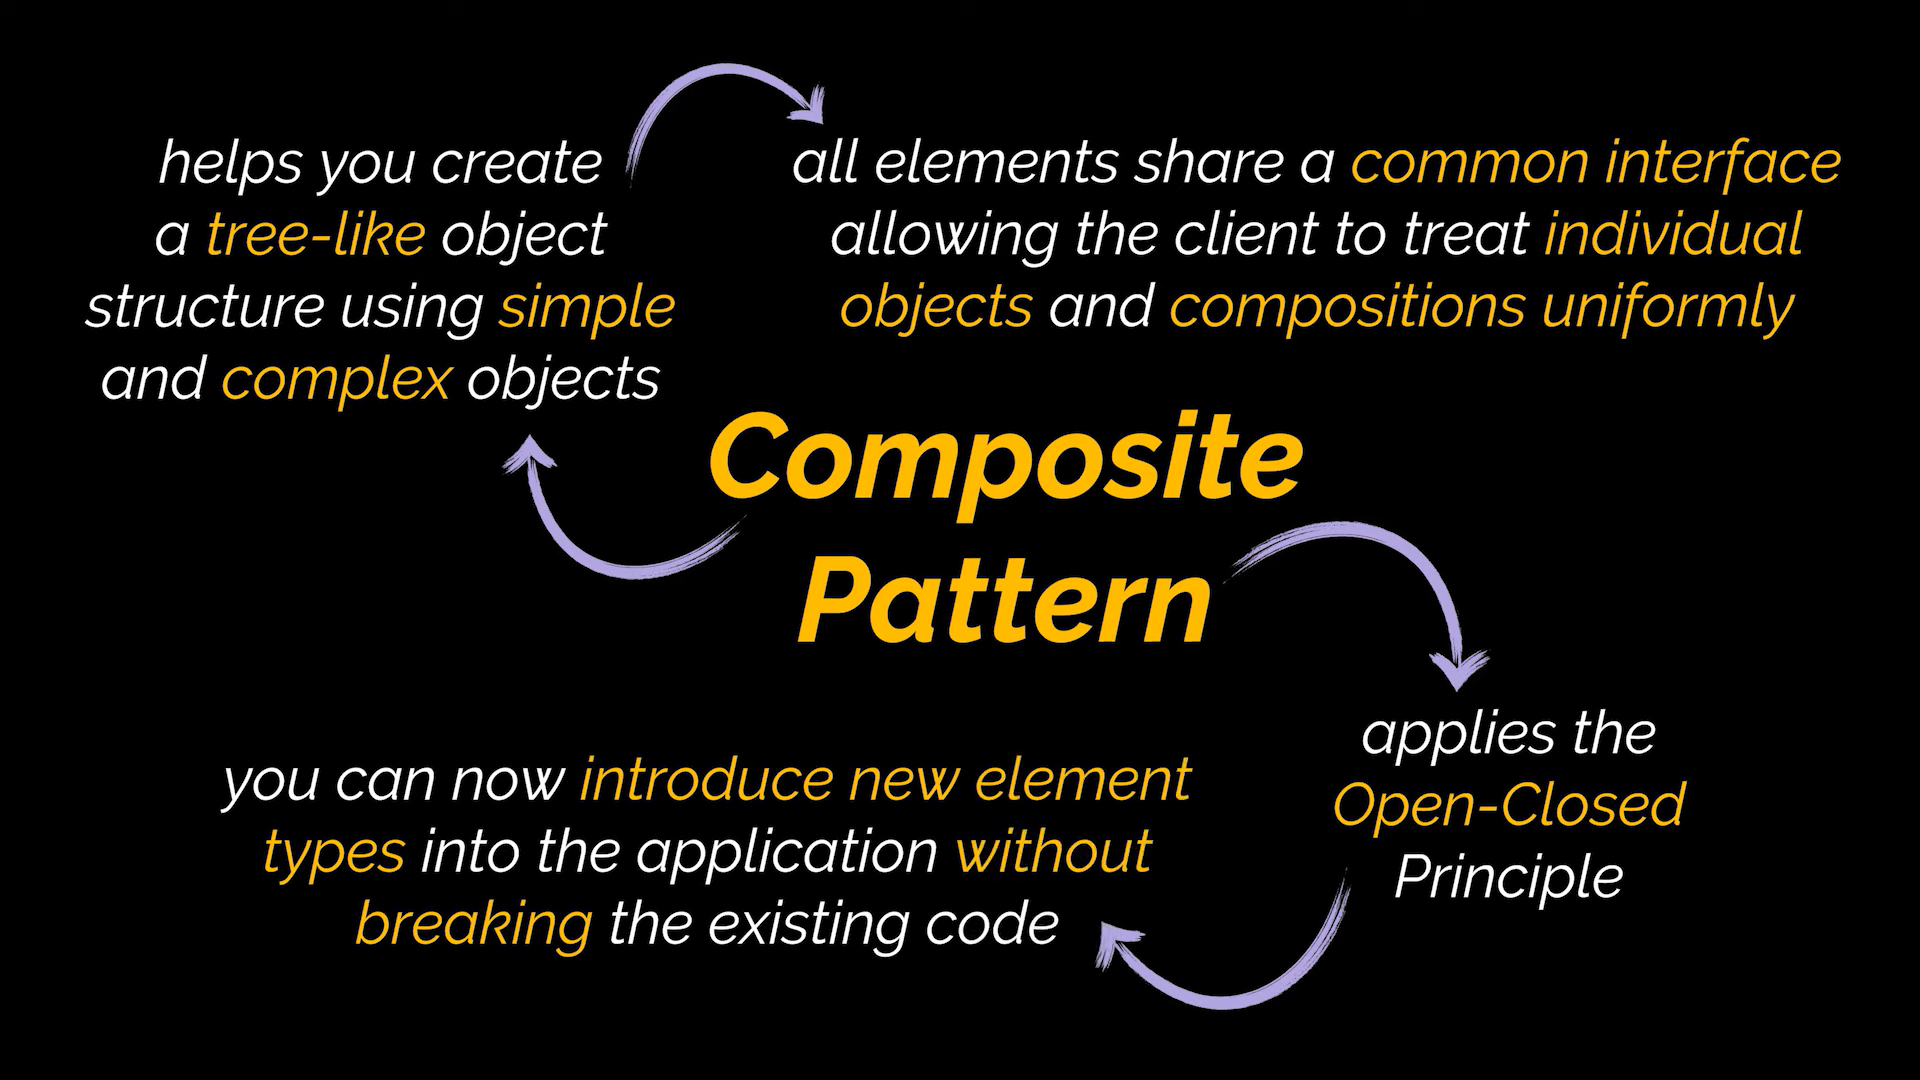 helps you create
a tree-like object
structure using simple
and complex objects
all elements share a common interface
allowing the client to treat individual
objects and compositions uniformly
Composite
Pattern
applies the
Open-Closed
Principle
you can now introduce new element
types into the application without
breaking the existing code